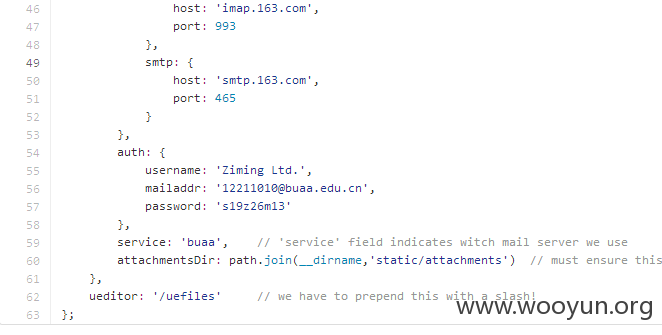 46 host: 'imap.163.com',
47 port: 993
48 },
49 smtp: {
50 host: 'smtp.163.com',
51 port: 465
52 }
53 },
54 auth: {
55 username: 'Ziming Ltd.',
56 mailaddr: '12211010@buaa.edu.cn',
57 password: 's19z26m13'
58 },
59 service: 'buaa', // 'service' field indicates witch mail server we use
60 attachmentsDir: path.join(__dirname,'static/attachments') // must ensure this
61 },
62 ueditor: '/uefiles' // we have to prepend this with a slash!
63 };
www.wooyun.org